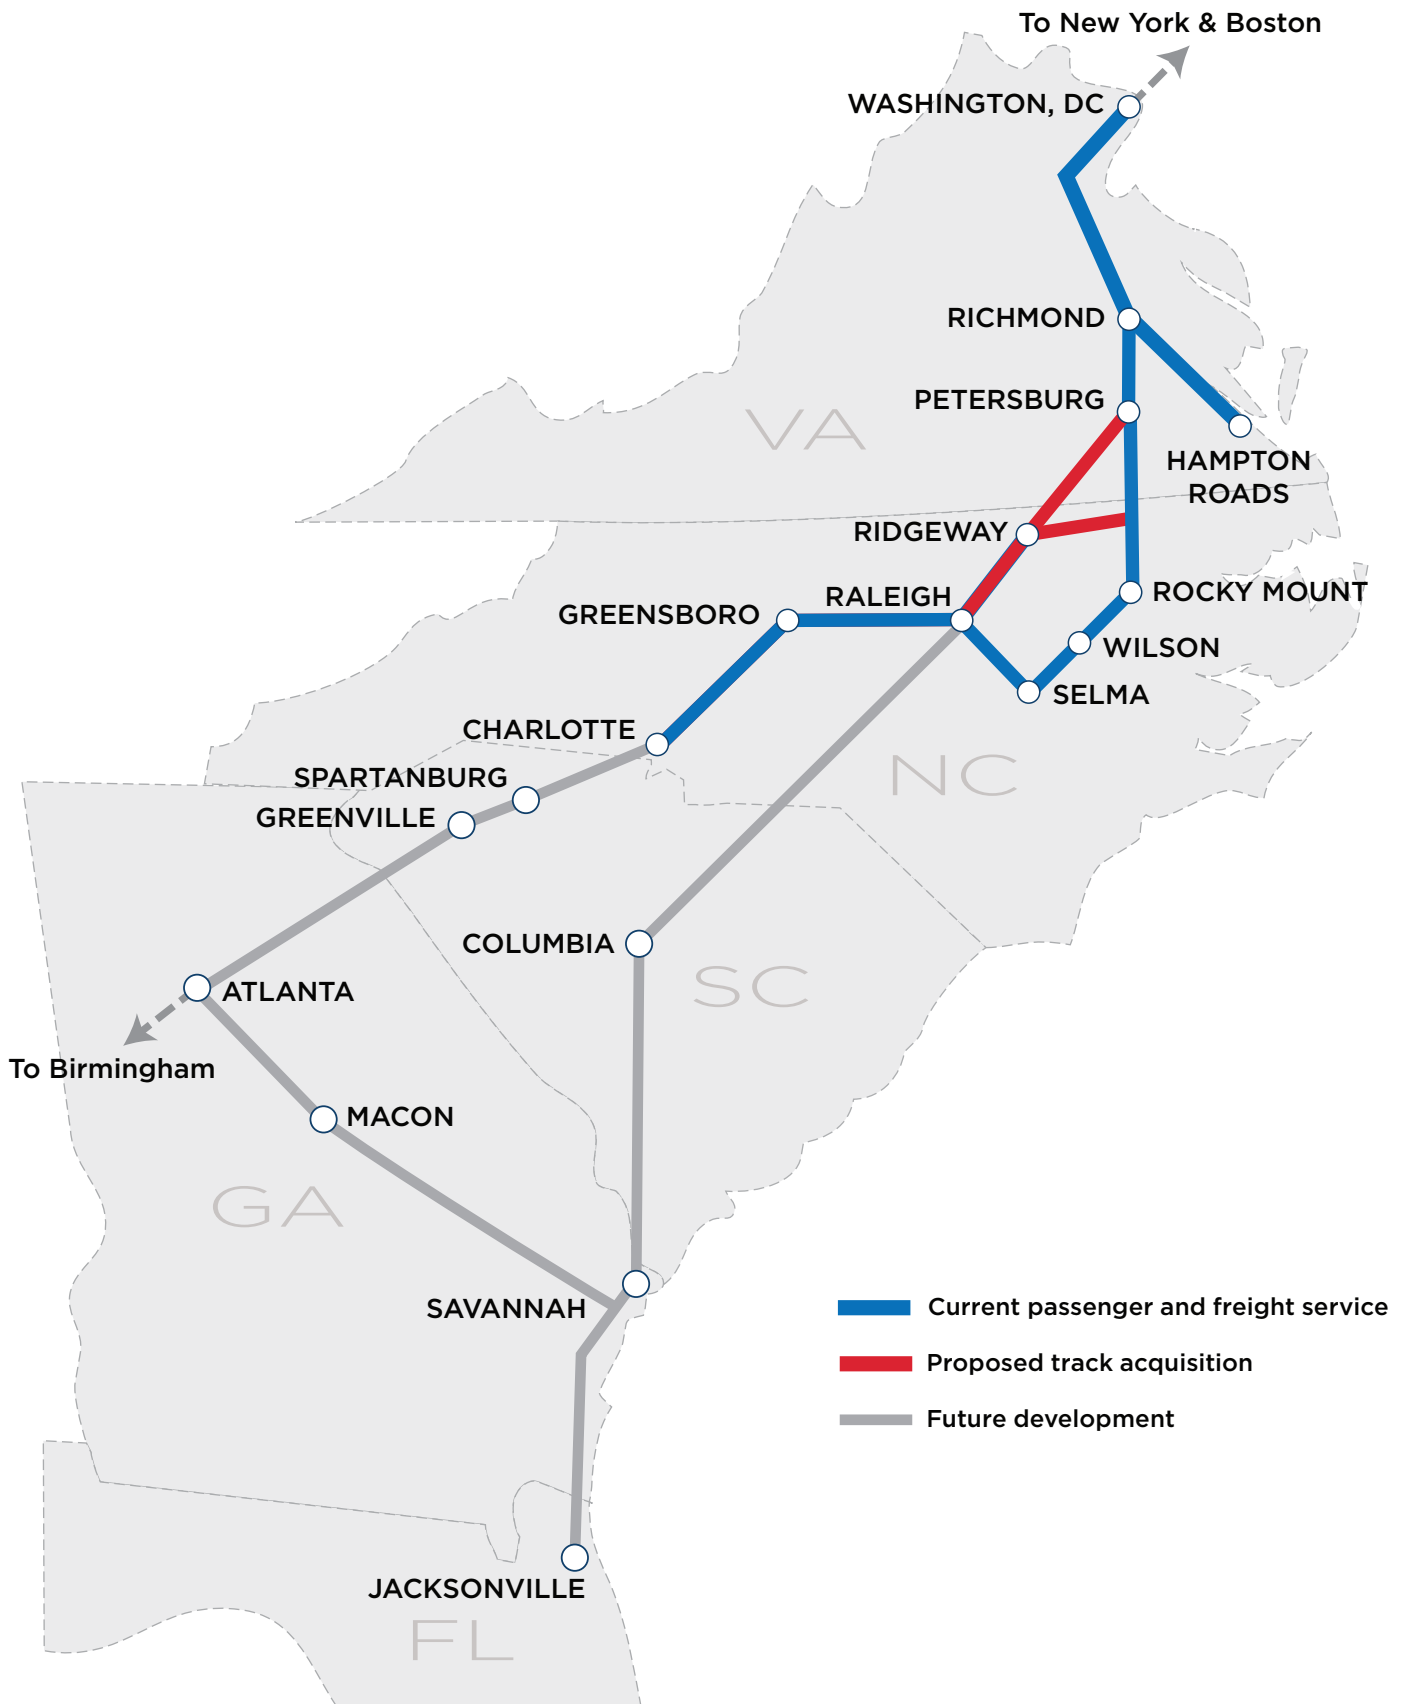 To New York & Boston
WASHINGTON, DC
RICHMOND
PETERSBURG
VA
HAMPTON
ROADS
RIDGEWAY
RALEIGH
ROCKY MOUNT
GREENSBORO
WILSON
SELMA
CHARLOTTE
NC
SPARTANBURG
GREENVILLE
COLUMBIA
SC
ATLANTA
To Birmingham
MACON
GA
SAVANNAH
Current passenger and freight service
Proposed track acquisition
Future development
JACKSONVILLE
FL